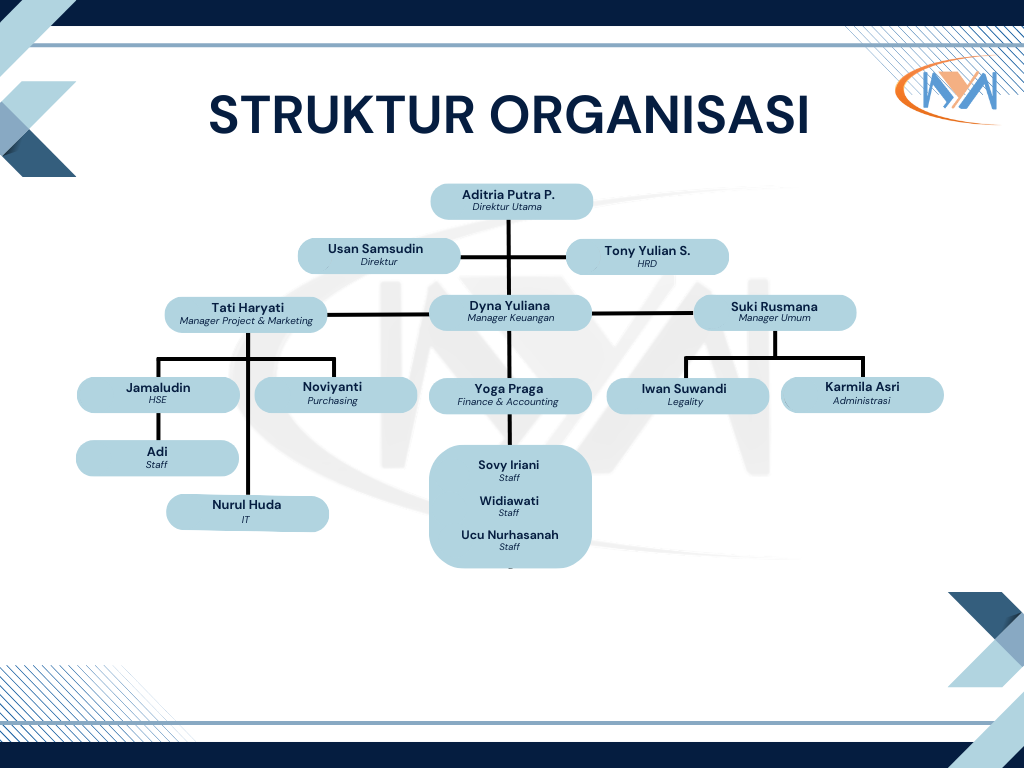 STRUKTUR ORGANISASI
Aditria Putra P.
Direktur Utama
Usan Samsudin
Direktur
Tony Yulian S.
HRD
Tati Haryati
Manager Project & Marketing
Dyna Yuliana
Manager Keuangan
Suki Rusmana
Manager Umum
Jamaludin
HSE
Noviyanti
Purchasing
Yoga Praga
Finance & Accounting
Iwan Suwandi
Legality
Karmila Asri
Administrasi
Adi
Staff
Nurul Huda
IT
Sovy Iriani
Staff
Widiawati
Staff
Ucu Nurhasanah
Staff